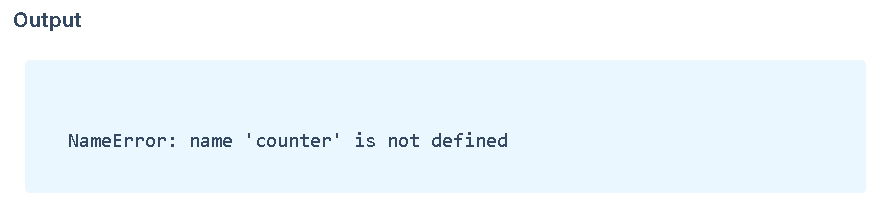 Output
NameError: name 'counter' is not defined